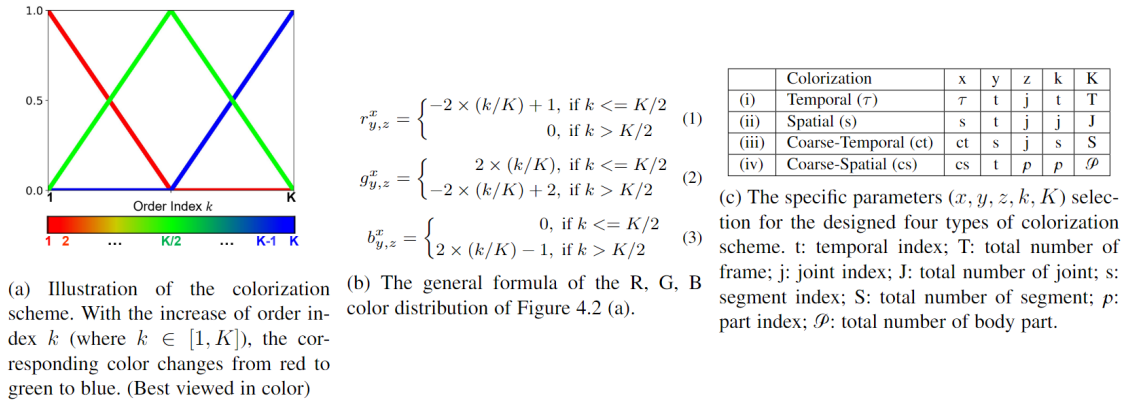 1.0
0.5
0.0
1
K
Order Index k
1 2 ... K/2 ... K-1 K
(a) Illustration of the colorization
scheme. With the increase of order in-
dex k (where k ∈ [1, K]), the cor-
responding color changes from red to
green to blue. (Best viewed in color)
r^x_{y,z} = { −2 × (k/K) + 1, if k <= K/2
0, if k > K/2 (1)
g^x_{y,z} = { 2 × (k/K), if k <= K/2
−2 × (k/K) + 2, if k > K/2 (2)
b^x_{y,z} = { 0, if k <= K/2
2 × (k/K) − 1, if k > K/2 (3)
(b) The general formula of the R, G, B
color distribution of Figure 4.2 (a).
Colorization x y z k K
(i) Temporal (τ) τ t j t T
(ii) Spatial (s) s t j j J
(iii) Coarse-Temporal (ct) ct s j s S
(iv) Coarse-Spatial (cs) cs t p p 𝒫
(c) The specific parameters (x, y, z, k, K) selec-
tion for the designed four types of colorization
scheme. t: temporal index; T: total number of
frame; j: joint index; J: total number of joint; s:
segment index; S: total number of segment; p:
part index; 𝒫: total number of body part.